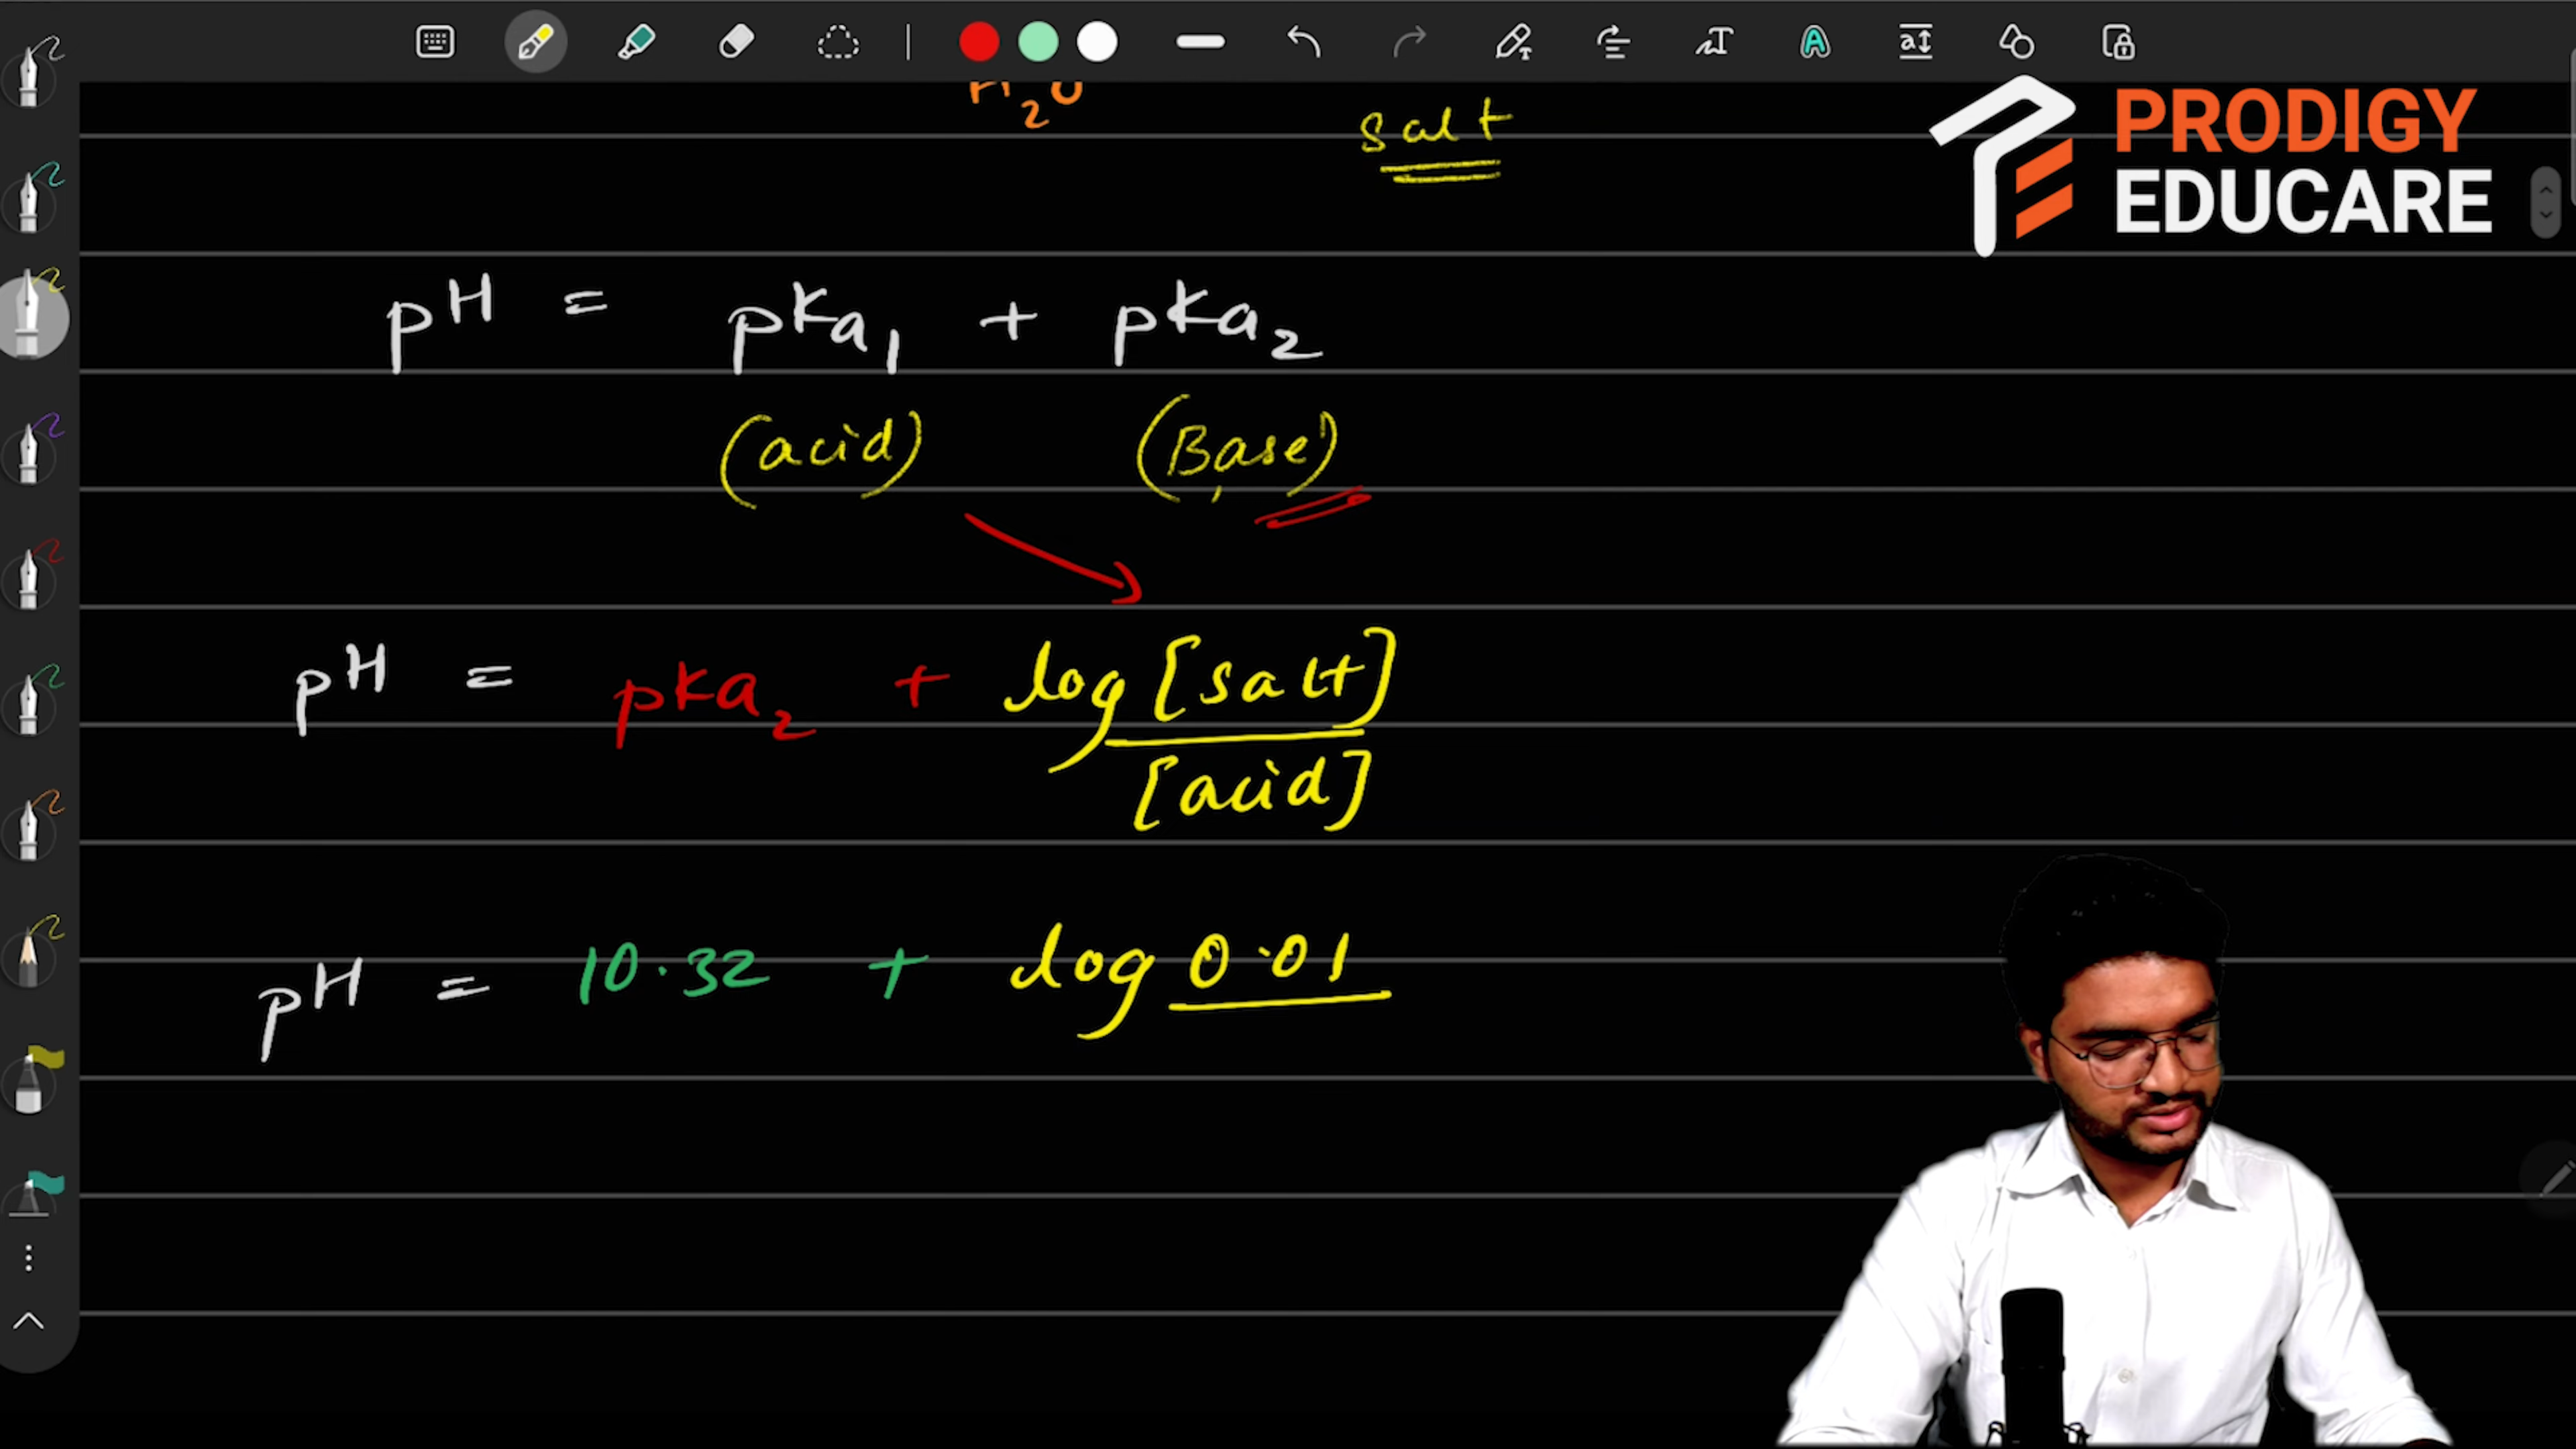 H2O
salt
PRODIGY
EDUCARE
pH = pka1 + pka2
(acid) (Base)
pH = pka2 + log [salt]
[acid]
pH = 10.32 + log 0.01